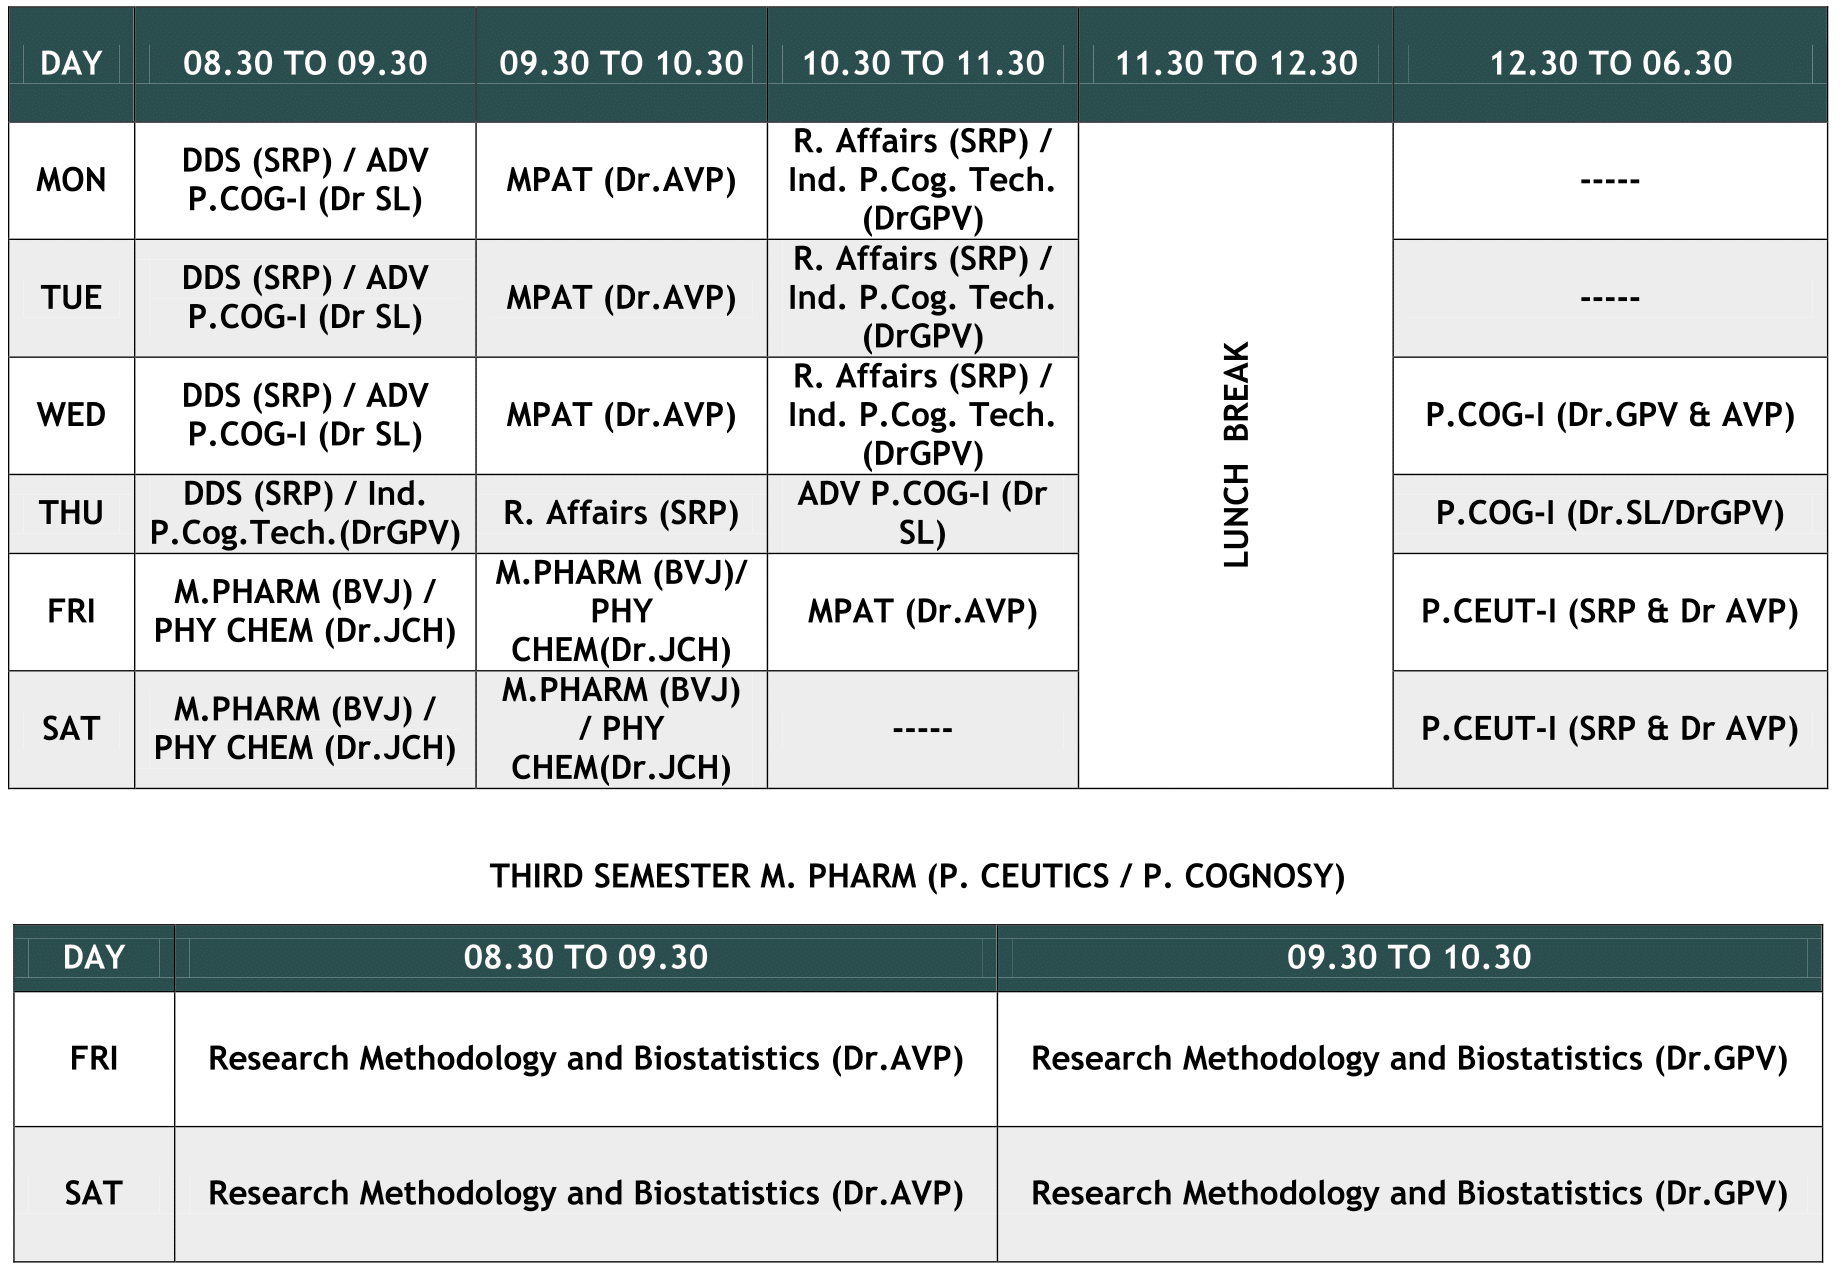 DAY 08.30 TO 09.30 09.30 TO 10.30 10.30 TO 11.30 11.30 TO 12.30 12.30 TO 06.30
MON
DDS (SRP) / ADV
P.COG-I (Dr SL)
MPAT (Dr.AVP)
R. Affairs (SRP) /
Ind. P.Cog. Tech.
(DrGPV)
LUNCH BREAK
-----
TUE
DDS (SRP) / ADV
P.COG-I (Dr SL)
MPAT (Dr.AVP)
R. Affairs (SRP) /
Ind. P.Cog. Tech.
(DrGPV)
-----
WED
DDS (SRP) / ADV
P.COG-I (Dr SL)
MPAT (Dr.AVP)
R. Affairs (SRP) /
Ind. P.Cog. Tech.
(DrGPV)
P.COG-I (Dr.GPV & AVP)
THU
DDS (SRP) / Ind.
P.Cog.Tech.(DrGPV)
R. Affairs (SRP)
ADV P.COG-I (Dr
SL)
P.COG-I (Dr.SL/DrGPV)
FRI
M.PHARM (BVJ) /
PHY CHEM (Dr.JCH)
M.PHARM (BVJ)/
PHY
CHEM(Dr.JCH)
MPAT (Dr.AVP)
P.CEUT-I (SRP & Dr AVP)
SAT
M.PHARM (BVJ) /
PHY CHEM (Dr.JCH)
M.PHARM (BVJ)
/ PHY
CHEM(Dr.JCH)
-----
P.CEUT-I (SRP & Dr AVP)
THIRD SEMESTER M. PHARM (P. CEUTICS / P. COGNOSY)
DAY 08.30 TO 09.30 09.30 TO 10.30
FRI Research Methodology and Biostatistics (Dr.AVP) Research Methodology and Biostatistics (Dr.GPV)
SAT Research Methodology and Biostatistics (Dr.AVP) Research Methodology and Biostatistics (Dr.GPV)